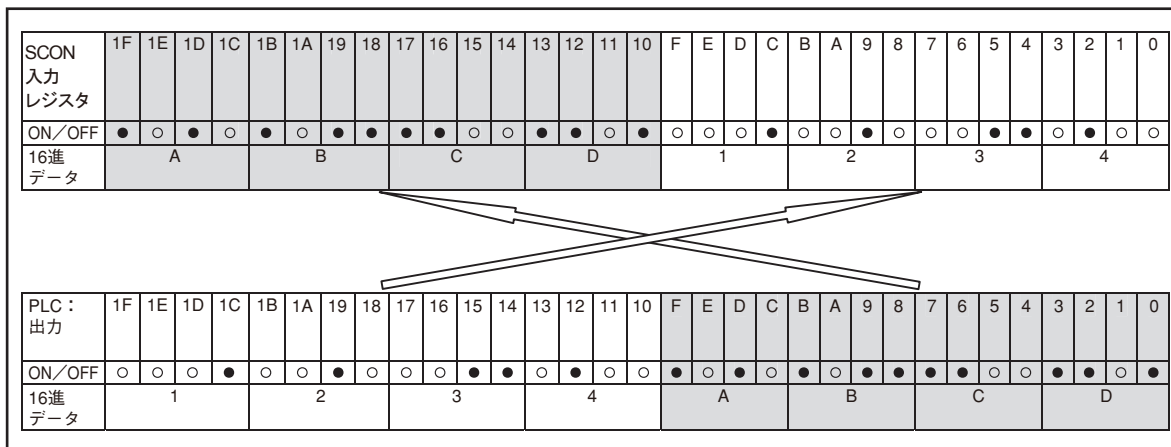 SCON 入力 レジスタ 1F 1E 1D 1C 1B 1A 19 18 17 16 15 14 13 12 11 10 F E D C B A 9 8 7 6 5 4 3 2 1 0
ON/OFF ● ○ ● ○ ● ○ ● ● ● ● ○ ○ ● ● ○ ● ○ ○ ○ ● ○ ○ ● ○ ○ ○ ● ● ○ ● ○ ○
16進 データ A B C D 1 2 3 4
PLC: 出力 1F 1E 1D 1C 1B 1A 19 18 17 16 15 14 13 12 11 10 F E D C B A 9 8 7 6 5 4 3 2 1 0
ON/OFF ○ ○ ○ ● ○ ○ ● ○ ○ ○ ● ● ○ ● ○ ○ ● ○ ● ○ ● ○ ● ● ● ● ○ ○ ● ● ○ ●
16進 データ 1 2 3 4 A B C D